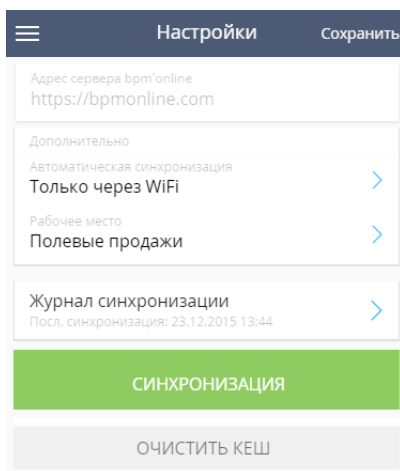 Настройки Сохранить
Адрес сервера bpm'online
https://bpmonline.com
Дополнительно
Автоматическая синхронизация
Только через WiFi
Рабочее место
Полевые продажи
Журнал синхронизации
Посл. синхронизация: 23.12.2015 13:44
СИНХРОНИЗАЦИЯ
ОЧИСТИТЬ КЕШ